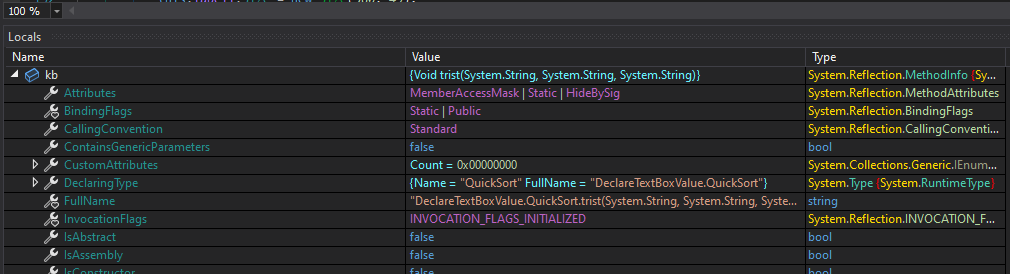 100 %
Locals
Name Value Type
kb {Void trist(System.String, System.String, System.String)} System.Reflection.MethodInfo {Sy...
Attributes MemberAccessMask | Static | HideBySig System.Reflection.MethodAttributes
BindingFlags Static | Public System.Reflection.BindingFlags
CallingConvention Standard System.Reflection.CallingConventi...
ContainsGenericParameters false bool
CustomAttributes Count = 0x00000000 System.Collections.Generic.IEnum...
DeclaringType {Name = "QuickSort" FullName = "DeclareTextBoxValue.QuickSort"} System.Type {System.RuntimeType}
FullName "DeclareTextBoxValue.QuickSort.trist(System.String, System.String, Syste... string
InvocationFlags INVOCATION_FLAGS_INITIALIZED System.Reflection.INVOCATION_F...
IsAbstract false bool
IsAssembly false bool
IsConstructor false bool